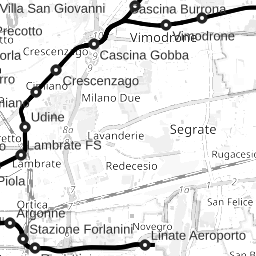 Villa San Giovanni
Cascina Burrona
Precotto
Vimodrone
Vimodrone
Crescenzago
Cascina Gobba
Crescenzago
Cimiano
Milano Due
Udine
Lavanderie
Segrate
Lambrate FS
Lambrate
Redecesio
Rugacesio
Piola
Ortica
San Felice
Argonne
Stazione Forlanini
Novegro
Linate Aeroporto